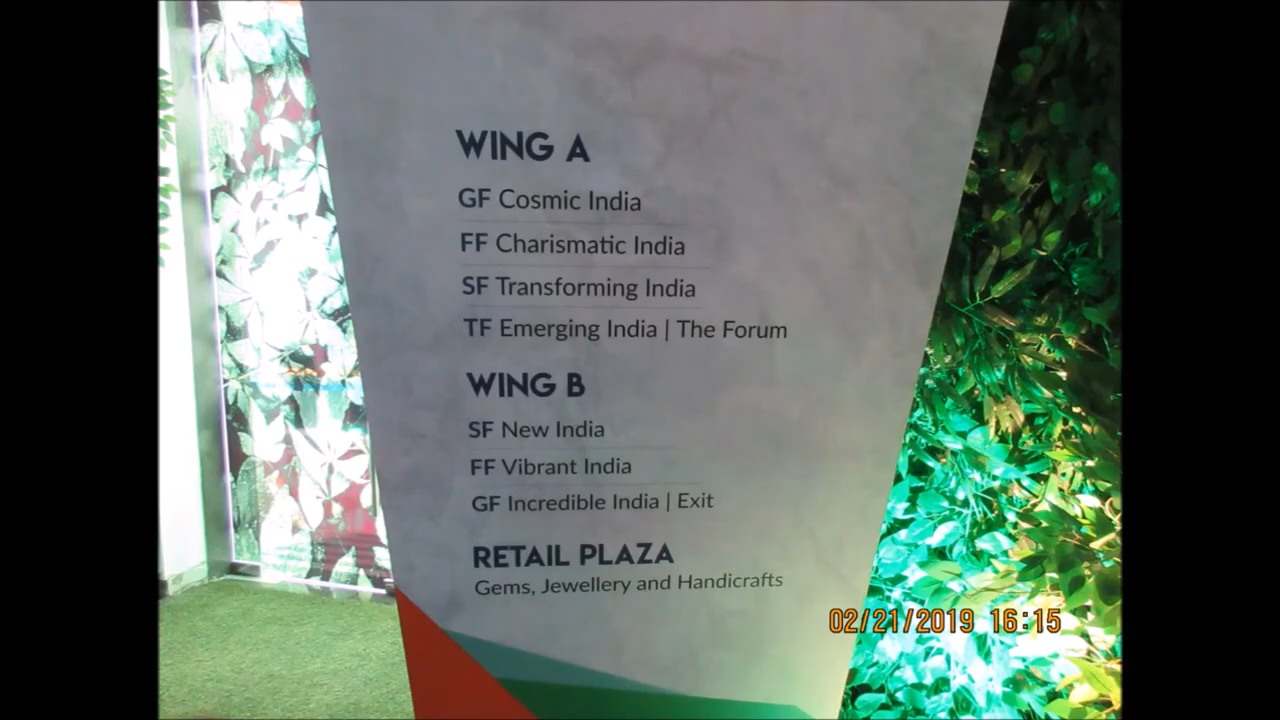 WING A
GF Cosmic India
FF Charismatic India
SF Transforming India
TF Emerging India | The Forum
WING B
SF New India
FF Vibrant India
GF Incredible India | Exit
RETAIL PLAZA
Gems, Jewellery and Handicrafts
02/21/2019 16:15